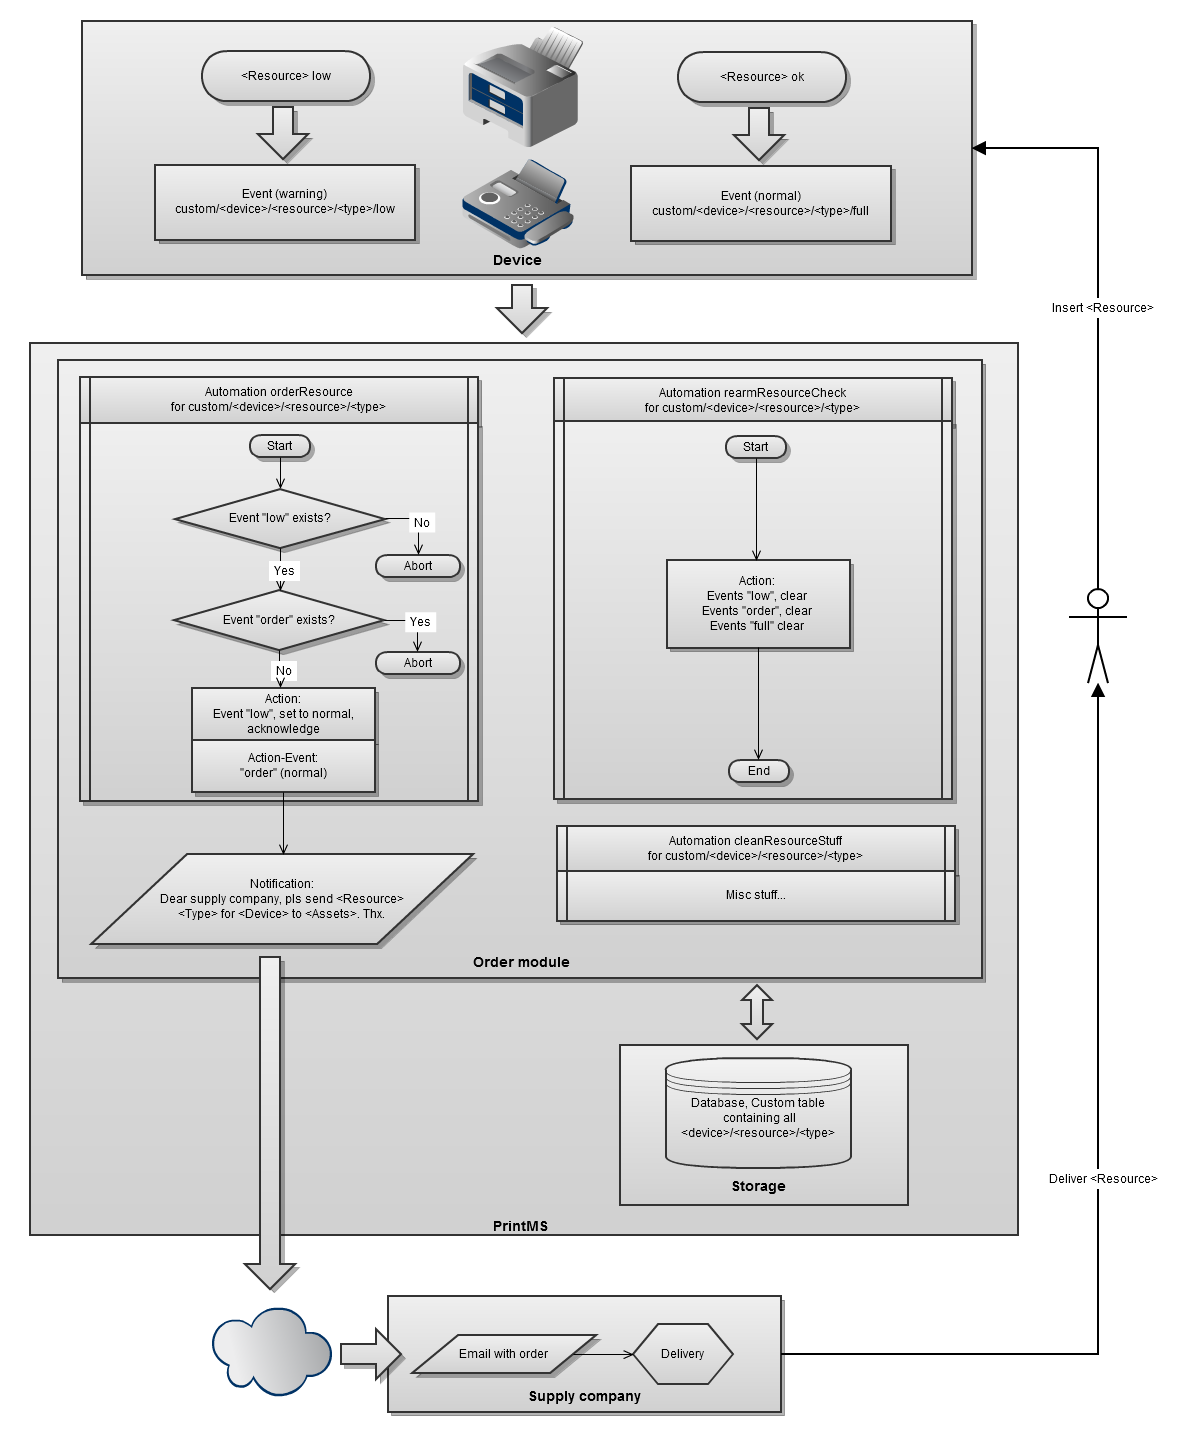 <Resource> low
<Resource> ok
Event (warning)
custom/<device>/<resource>/<type>/low
Event (normal)
custom/<device>/<resource>/<type>/full
Device
Insert <Resource>
Automation orderResource
for custom/<device>/<resource>/<type>
Start
Event "low" exists?
No
Abort
Yes
Event "order" exists?
Yes
Abort
No
Action:
Event "low", set to normal,
acknowledge
Action-Event:
"order" (normal)
Automation rearmResourceCheck
for custom/<device>/<resource>/<type>
Start
Action:
Events "low", clear
Events "order", clear
Events "full" clear
End
Automation cleanResourceStuff
for custom/<device>/<resource>/<type>
Misc stuff...
Notification:
Dear supply company, pls send <Resource>
<Type> for <Device> to <Assets>. Thx.
Order module
Database, Custom table
containing all
<device>/<resource>/<type>
Storage
Deliver <Resource>
PrintMS
Email with order
Delivery
Supply company